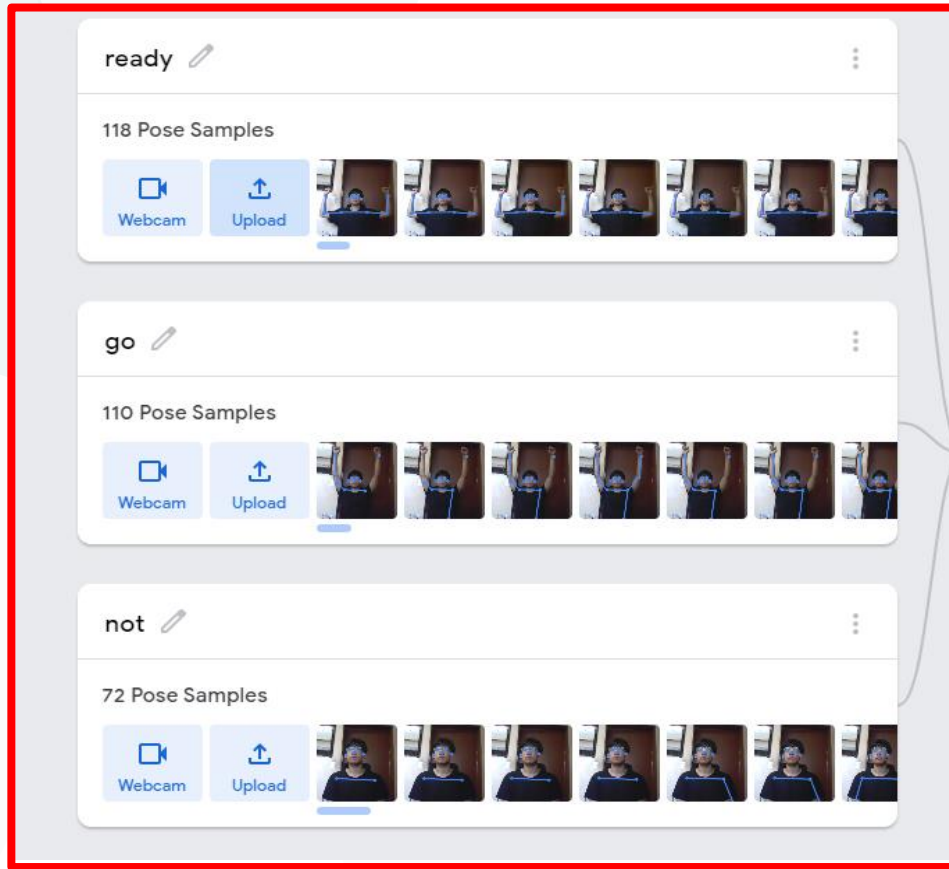 ready
118 Pose Samples
Webcam
Upload
go
110 Pose Samples
Webcam
Upload
not
72 Pose Samples
Webcam
Upload